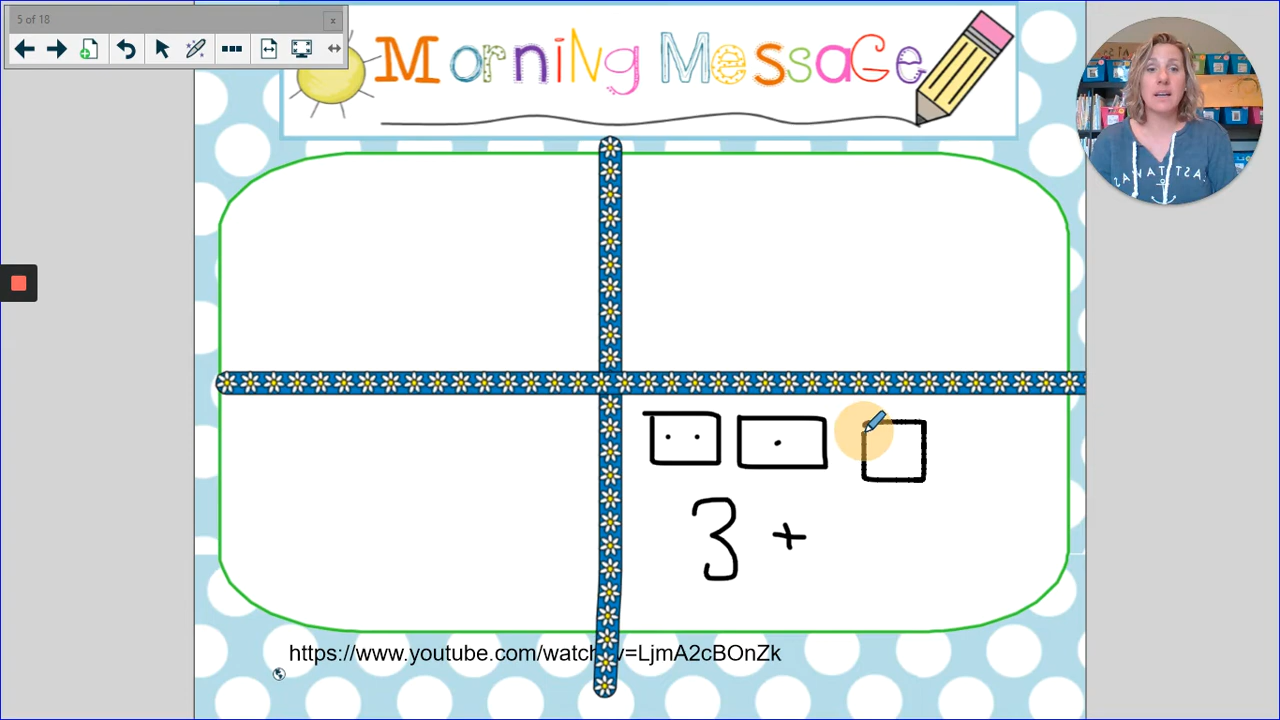 5 of 18
x
Morning Message
3 +
https://www.youtube.com/watch
v=LjmA2cBOnZk